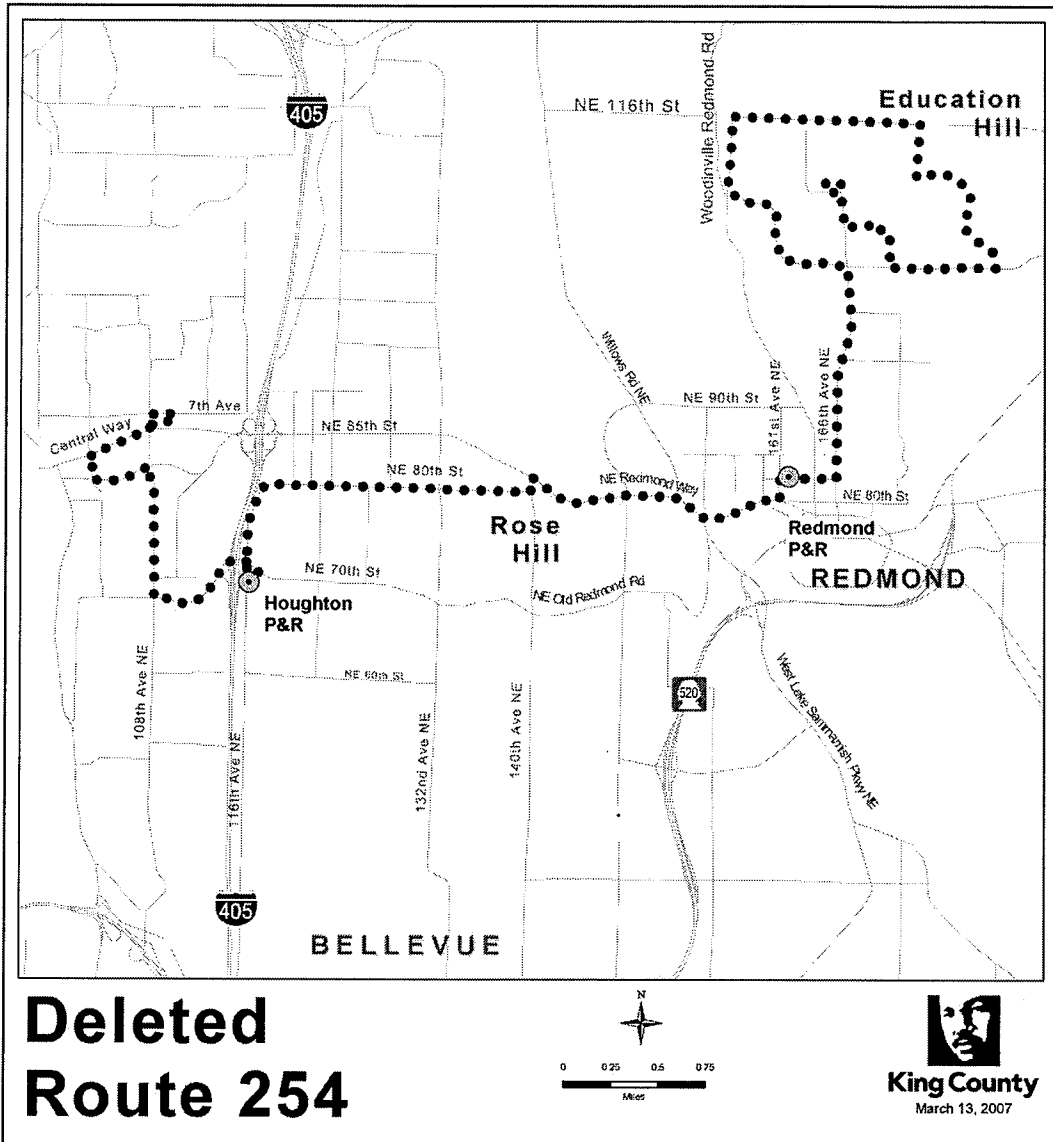 405
NE 116th St
Woodinville Redmond Rd
Education
Hill
7th Ave
Central Way
NE 85th St
NE 80th St
Willows Rd NE
NE 90th St
161st Ave NE
166th Ave NE
NE Redmond Way
NE 80th St
Rose
Hill
Redmond
P&R
REDMOND
NE 70th St
NE Old Redmond Rd
Houghton
P&R
NE 60th St
108th Ave NE
116th Ave NE
132nd Ave NE
140th Ave NE
520
West Lake Sammamish Pkwy NE
405
BELLEVUE
Deleted
Route 254
N
0 0.25 0.5 0.75
Miles
King County
March 13, 2007